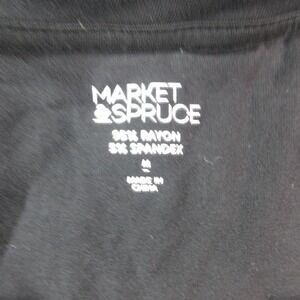 MARKET
& SPRUCE
95% RAYON
5% SPANDEX
M
MADE IN
CHINA